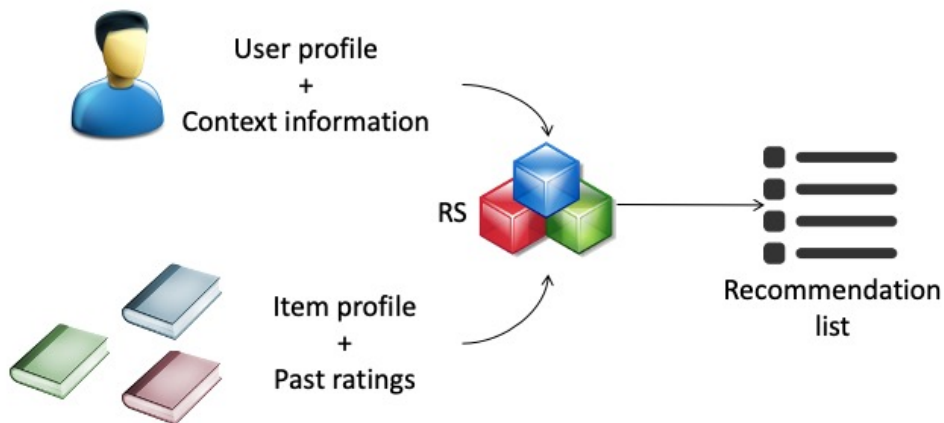 User profile
+
Context information
RS
Recommendation
list
Item profile
+
Past ratings